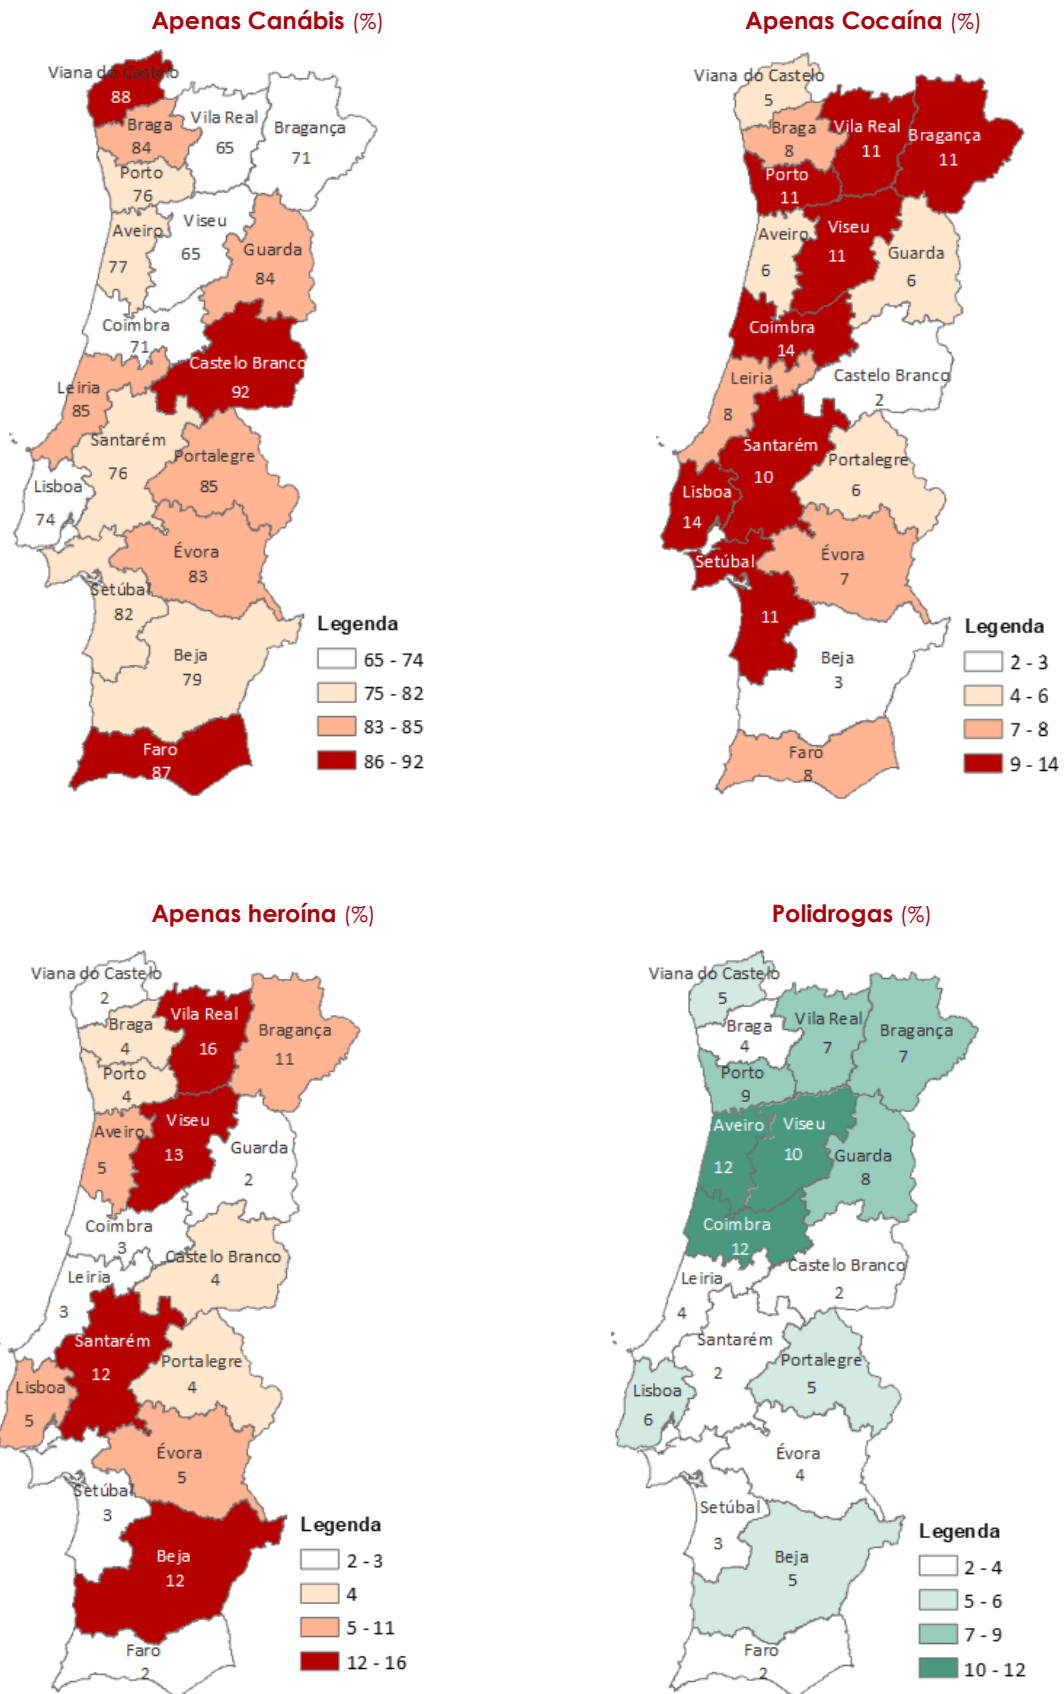 Apenas Canábis (%)
Viana do Castelo
88
Braga
84
Vila Real
65
Bragança
71
Porto
76
Aveiro
77
Viseu
65
Guarda
84
Coimbra
71
Castelo Branco
92
Leiria
85
Santarém
76
Portalegre
85
Lisboa
74
Évora
83
Setúbal
82
Beja
79
Faro
87
Legenda
65 - 74
75 - 82
83 - 85
86 - 92
Apenas Cocaína (%)
Viana do Castelo
5
Braga
8
Vila Real
11
Bragança
11
Porto
11
Aveiro
6
Viseu
11
Guarda
6
Coimbra
14
Castelo Branco
2
Leiria
8
Santarém
10
Portalegre
6
Lisboa
14
Évora
7
Setúbal
11
Beja
3
Faro
8
Legenda
2 - 3
4 - 6
7 - 8
9 - 14
Apenas heroína (%)
Viana do Castelo
2
Braga
4
Vila Real
16
Bragança
11
Porto
4
Aveiro
5
Viseu
13
Guarda
2
Coimbra
3
Castelo Branco
4
Leiria
3
Santarém
12
Portalegre
4
Lisboa
5
Évora
5
Setúbal
3
Beja
12
Faro
2
Legenda
2 - 3
4
5 - 11
12 - 16
Polidrogas (%)
Viana do Castelo
5
Braga
4
Vila Real
7
Bragança
7
Porto
9
Aveiro
12
Viseu
10
Guarda
8
Coimbra
12
Castelo Branco
2
Leiria
4
Santarém
2
Portalegre
5
Lisboa
6
Évora
4
Setúbal
3
Beja
5
Faro
2
Legenda
2 - 4
5 - 6
7 - 9
10 - 12